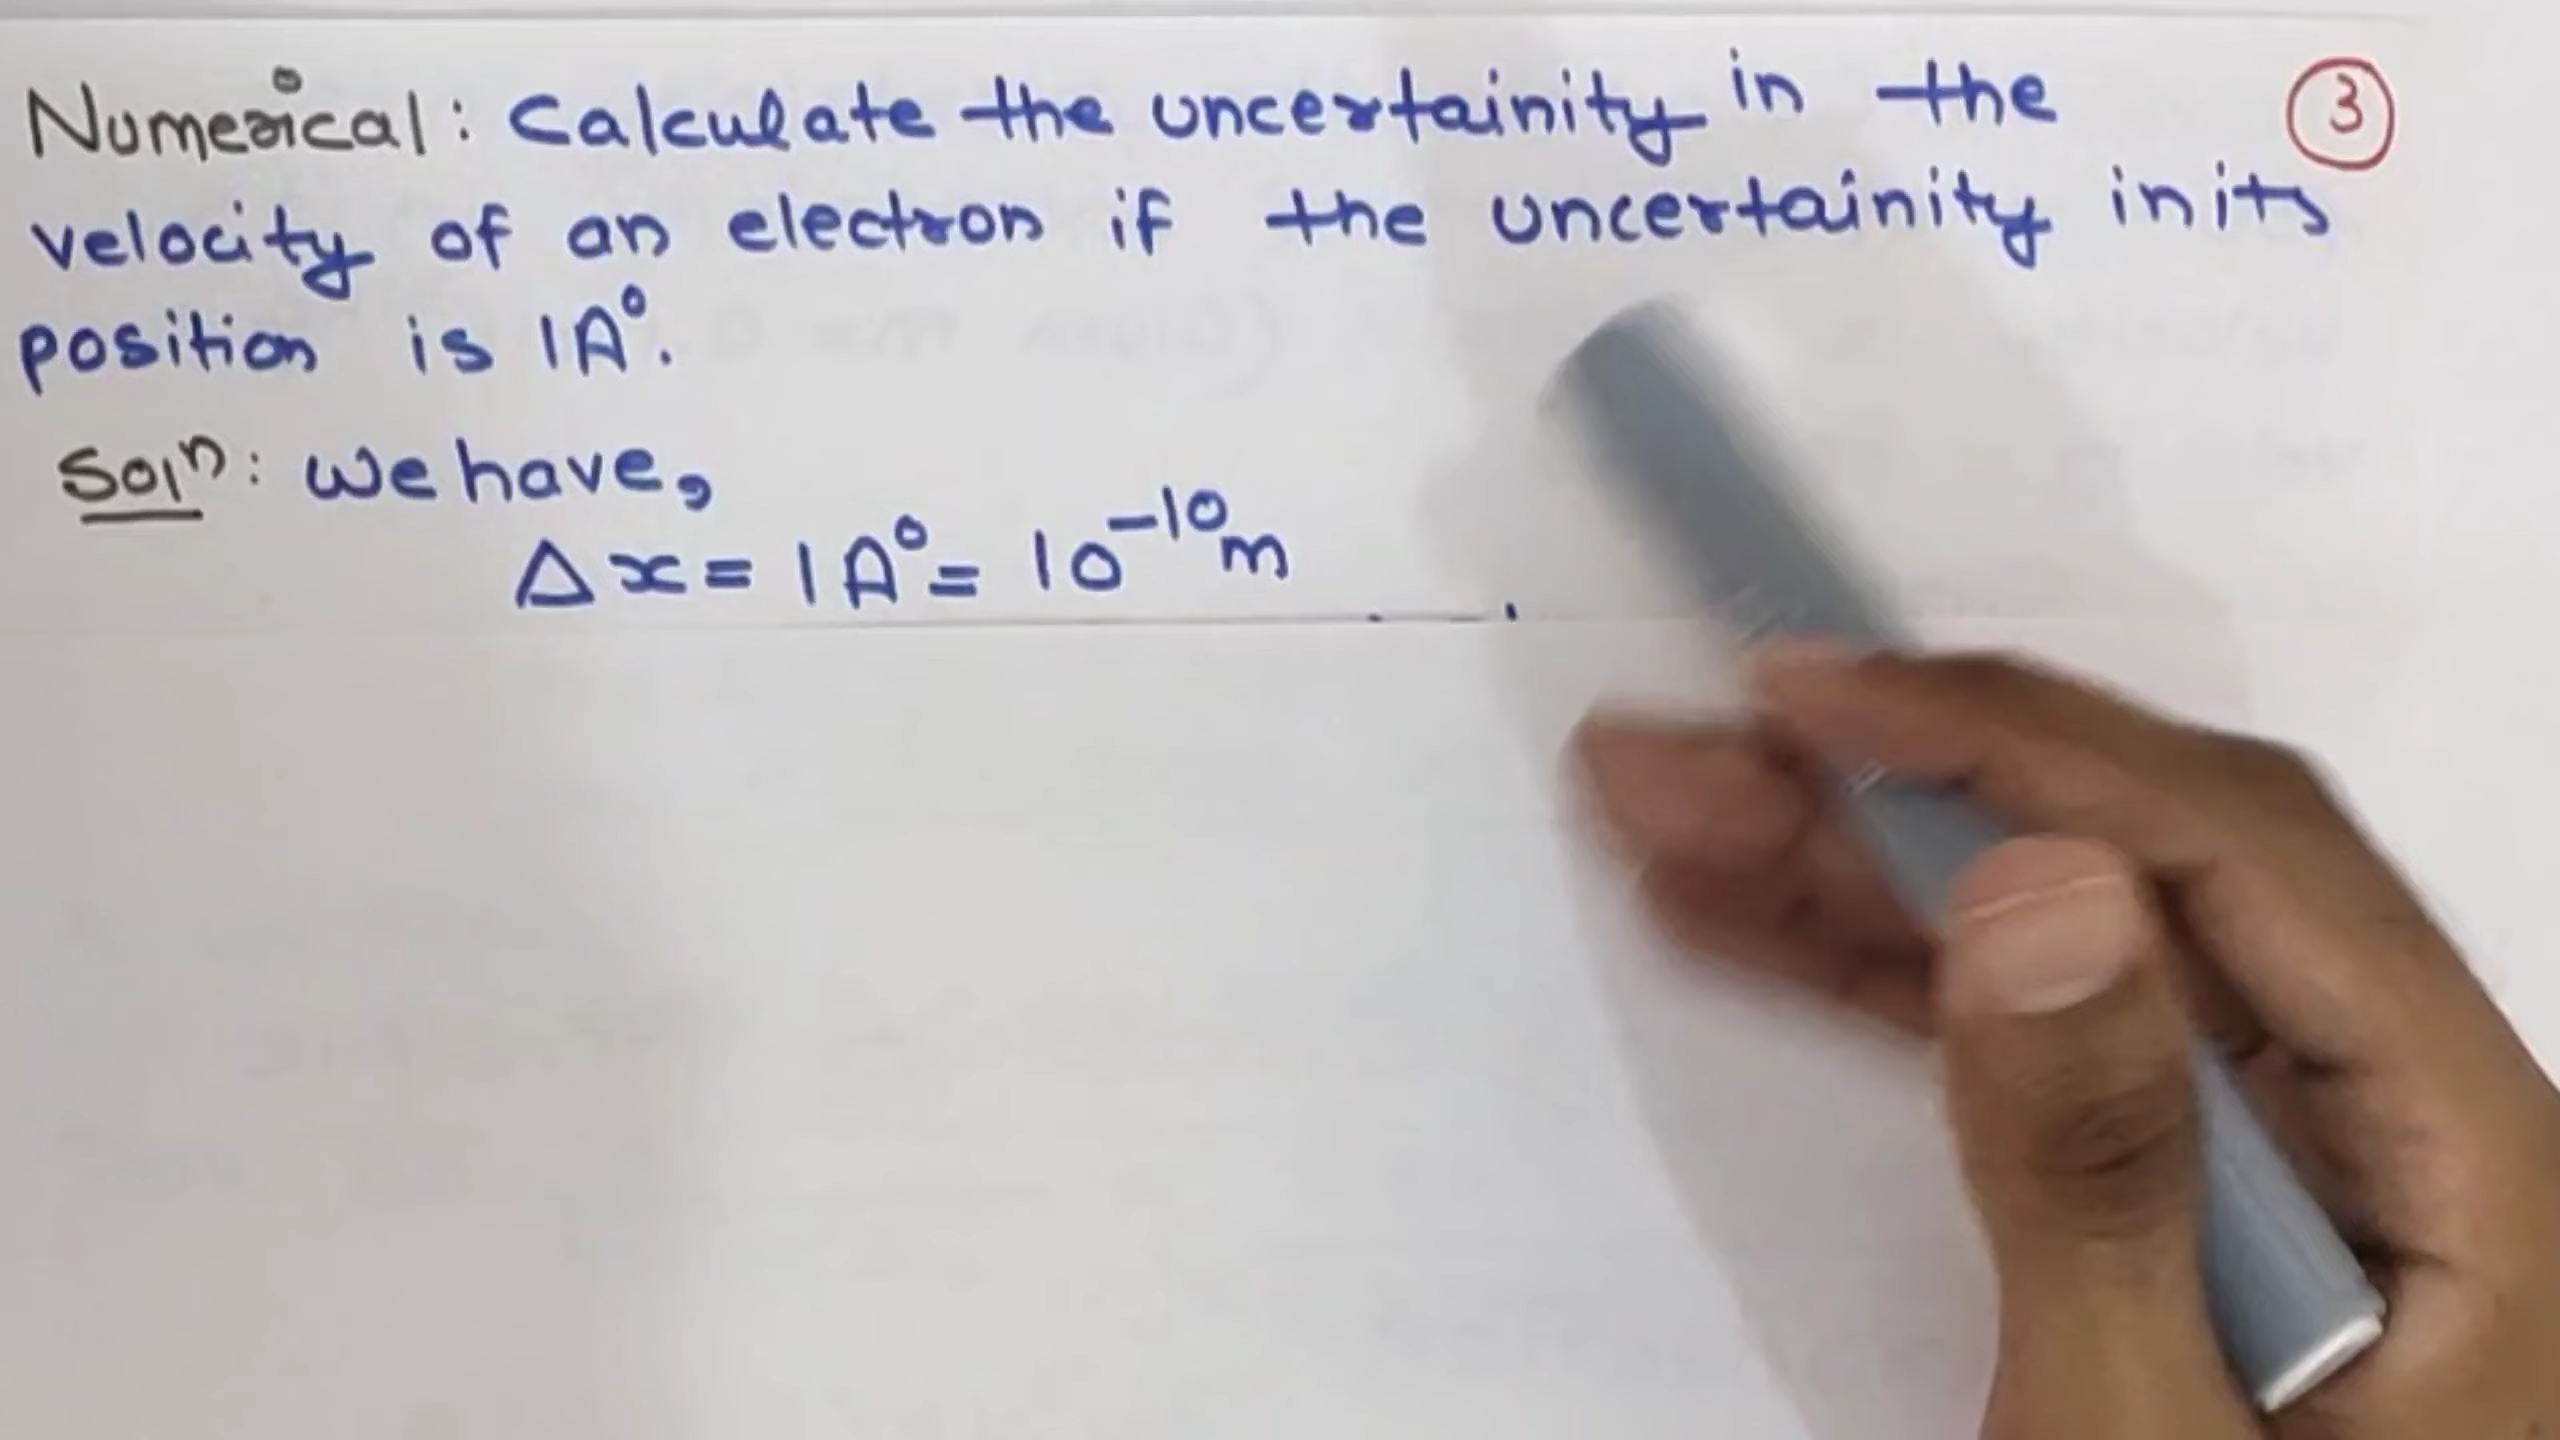 Numerical: Calculate the uncertainity in the
③
velocity of an electron if the uncertainity in its
position is 1A°.
Solⁿ: we have,
Δx = 1A° = 10⁻¹⁰m